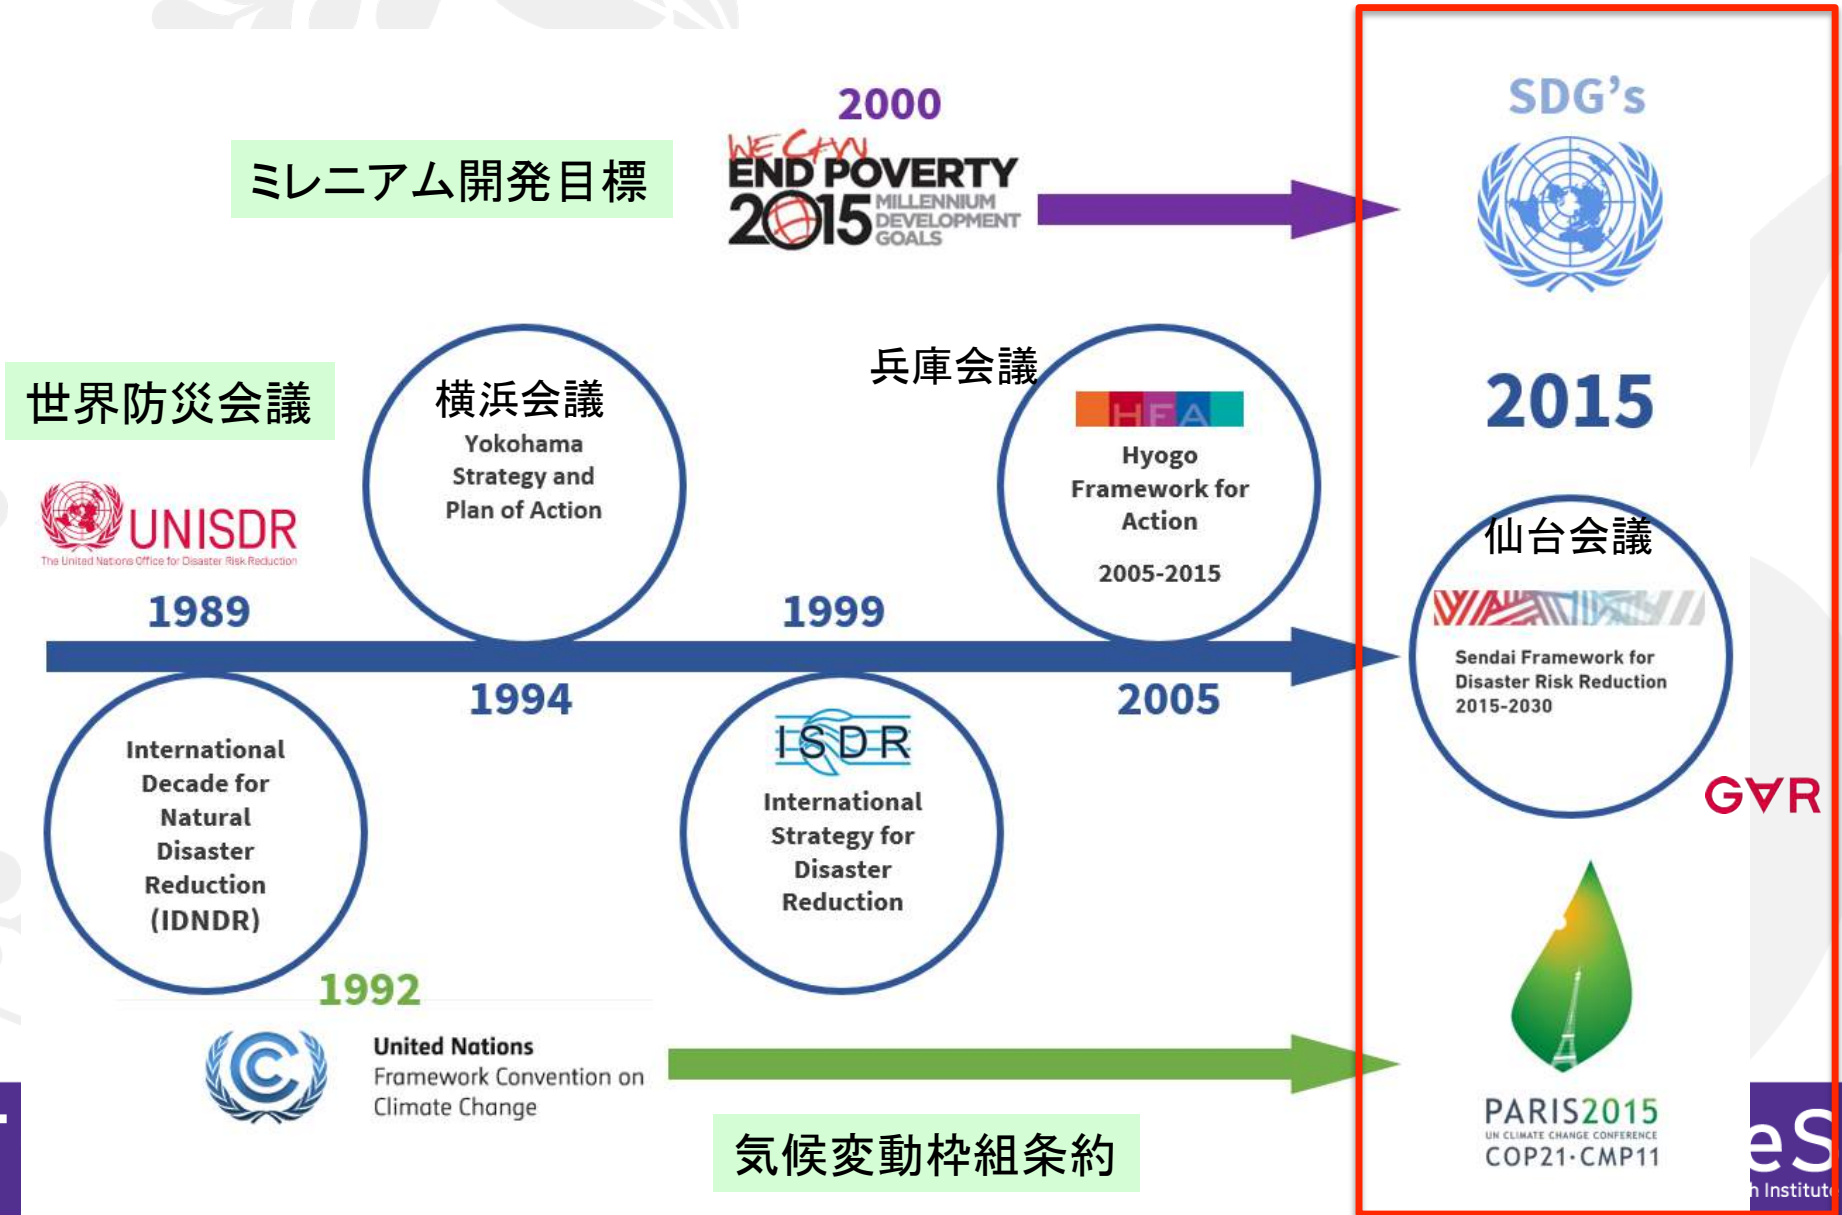 2000
ミレニアム開発目標
WE CAN
END POVERTY
2015
MILLENNIUM
DEVELOPMENT
GOALS
SDG's
2015
世界防災会議
UNISDR
The United Nations Office for Disaster Risk Reduction
横浜会議
Yokohama
Strategy and
Plan of Action
兵庫会議
HFA
Hyogo
Framework for
Action
2005-2015
仙台会議
Sendai Framework for
Disaster Risk Reduction
2015-2030
GAR
1989
1994
1999
2005
International
Decade for
Natural
Disaster
Reduction
(IDNDR)
ISDR
International
Strategy for
Disaster
Reduction
1992
United Nations
Framework Convention on
Climate Change
気候変動枠組条約
PARIS2015
UN CLIMATE CHANGE CONFERENCE
COP21·CMP11
eS
h Institute